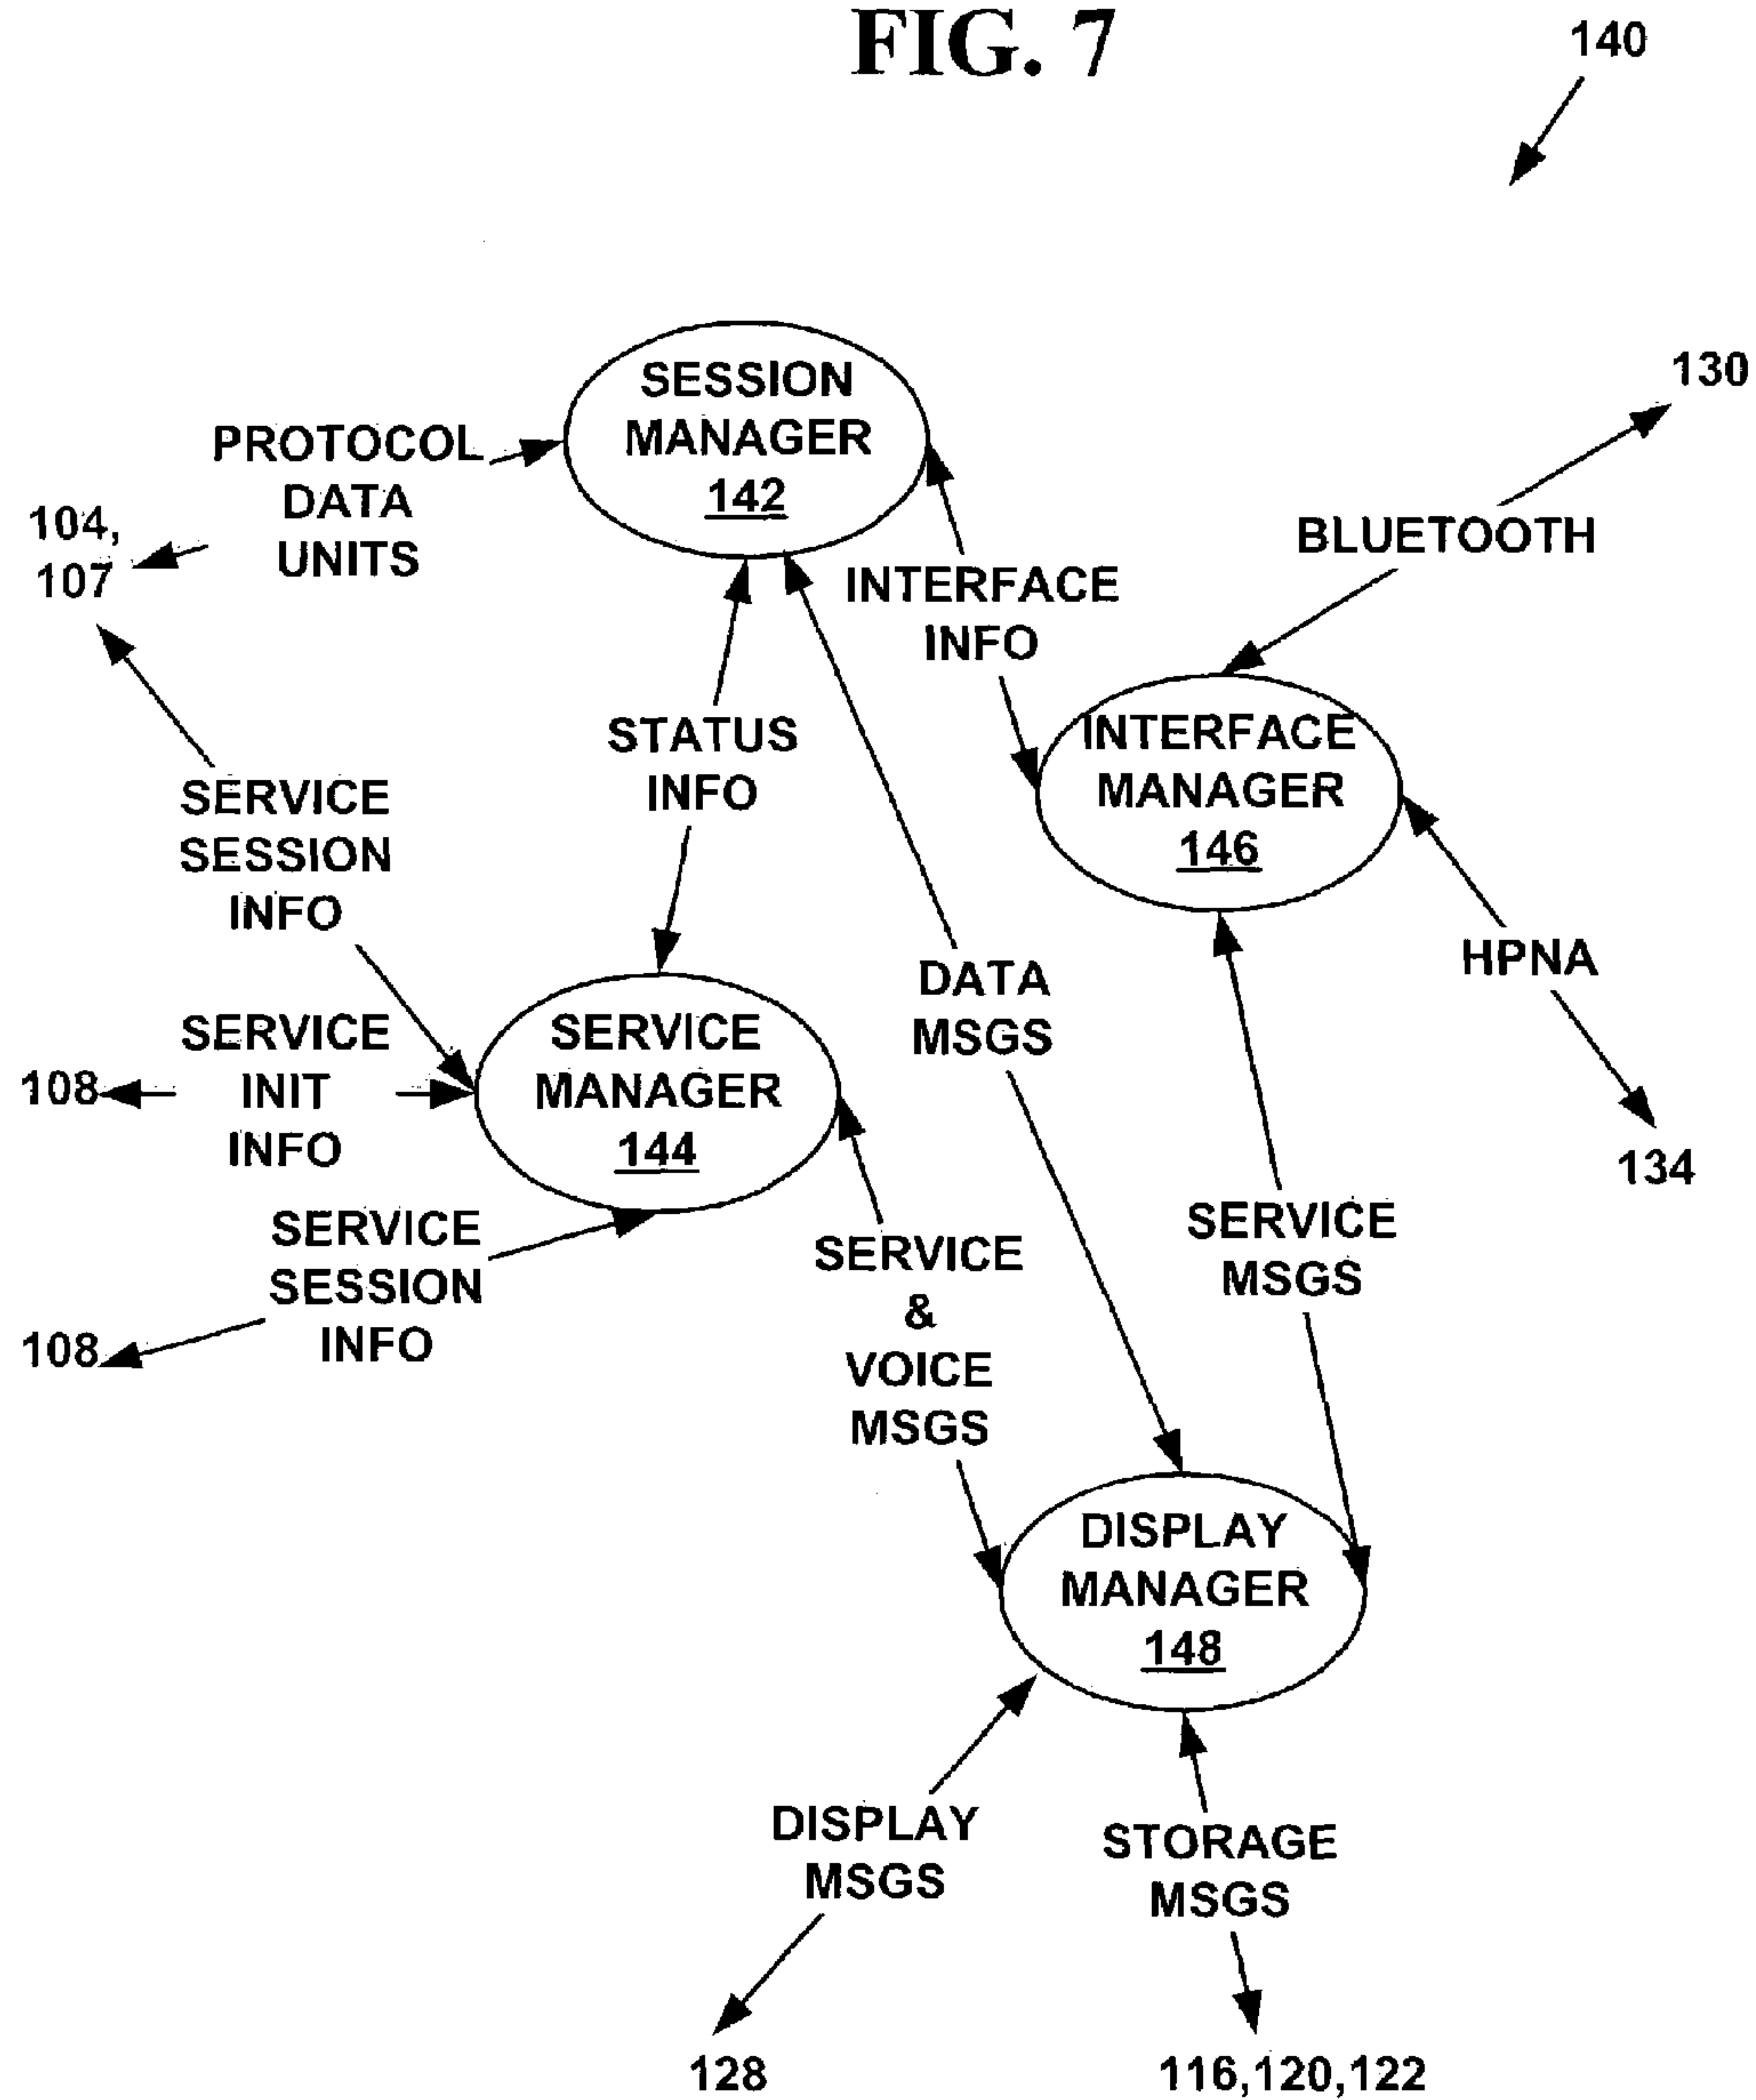 FIG. 7
140
SESSION
MANAGER
142
130
PROTOCOL
DATA
UNITS
104,
107
BLUETOOTH
INTERFACE
INFO
STATUS
INFO
INTERFACE
MANAGER
146
SERVICE
SESSION
INFO
HPNA
134
DATA
MSGS
SERVICE
INIT
INFO
108
SERVICE
MANAGER
144
SERVICE
SESSION
INFO
108
SERVICE
&
VOICE
MSGS
SERVICE
MSGS
DISPLAY
MANAGER
148
DISPLAY
MSGS
STORAGE
MSGS
128
116,120,122